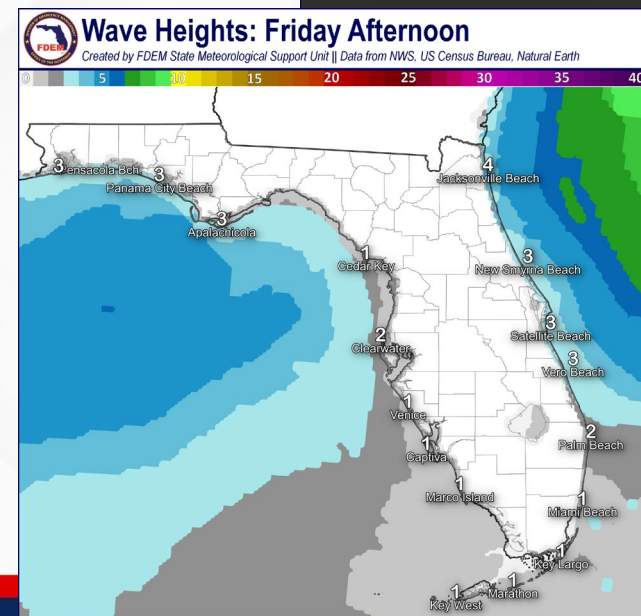 Wave Heights: Friday Afternoon
Created by FDEM State Meteorological Support Unit || Data from NWS, US Census Bureau, Natural Earth
FDEM
0 5 10 15 20 25 30 35 40
3 Pensacola Bch.
3
Panama City Beach
3
Apalachicola
4
Jacksonville Beach
1
Cedar Key
3
New Smyrna Beach
2
Clearwater
3
Satellite Beach
3
Vero Beach
1
Venice
2
Palm Beach
1
Captiva
1
Marco Island
1
Miami Beach
1
Key Largo
1
Marathon
1
Key West